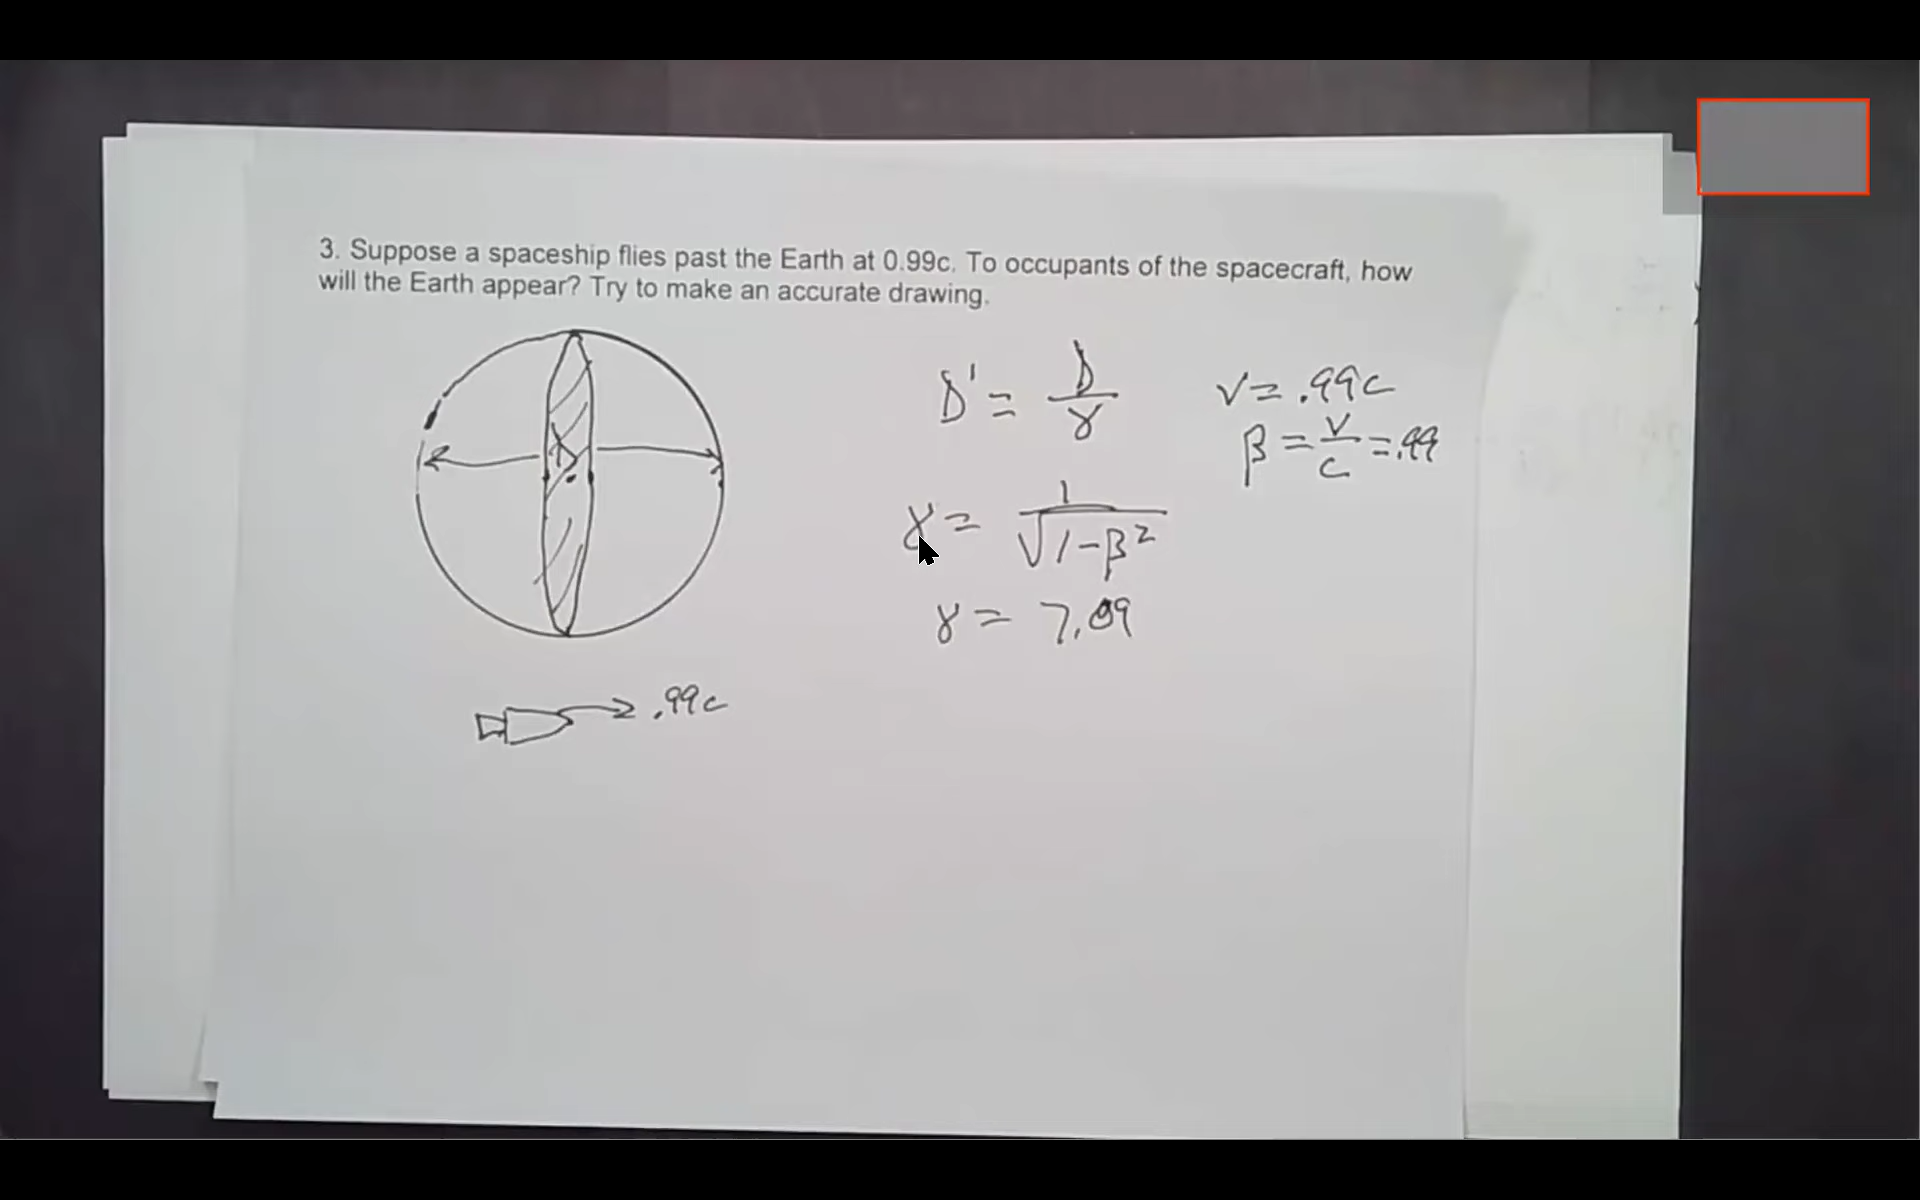 3. Suppose a spaceship flies past the Earth at 0.99c. To occupants of the spacecraft, how
will the Earth appear? Try to make an accurate drawing.
D' = D/γ
v = .99c
β = v/c = .99
D
γ = 1/√(1-β²)
γ = 7.09
.99c